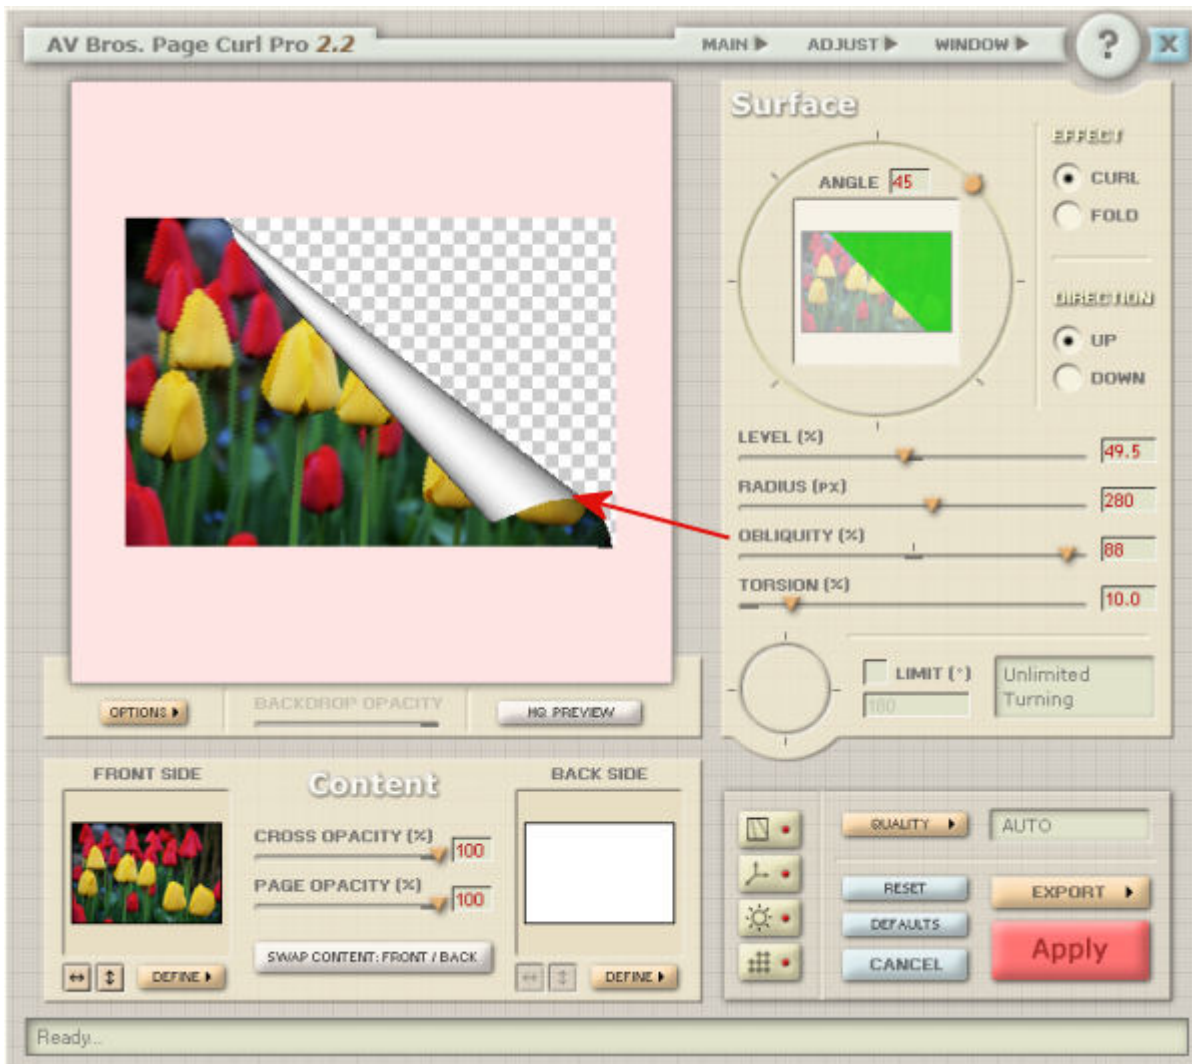 AV Bros. Page Curl Pro 2.2
MAIN
ADJUST
WINDOW
?
X
Surface
EFFECT
ANGLE 45
CURL
FOLD
DIRECTION
UP
DOWN
LEVEL (%)
49.5
RADIUS (PX)
280
OBLIQUITY (%)
88
TORSION (%)
10.0
LIMIT (°)
180
Unlimited
Turning
OPTIONS
BACKDROP OPACITY
HQ PREVIEW
FRONT SIDE
Content
BACK SIDE
CROSS OPACITY (%)
100
PAGE OPACITY (%)
100
SWAP CONTENT: FRONT / BACK
DEFINE
DEFINE
QUALITY
AUTO
RESET
EXPORT
DEFAULTS
Apply
CANCEL
Ready...